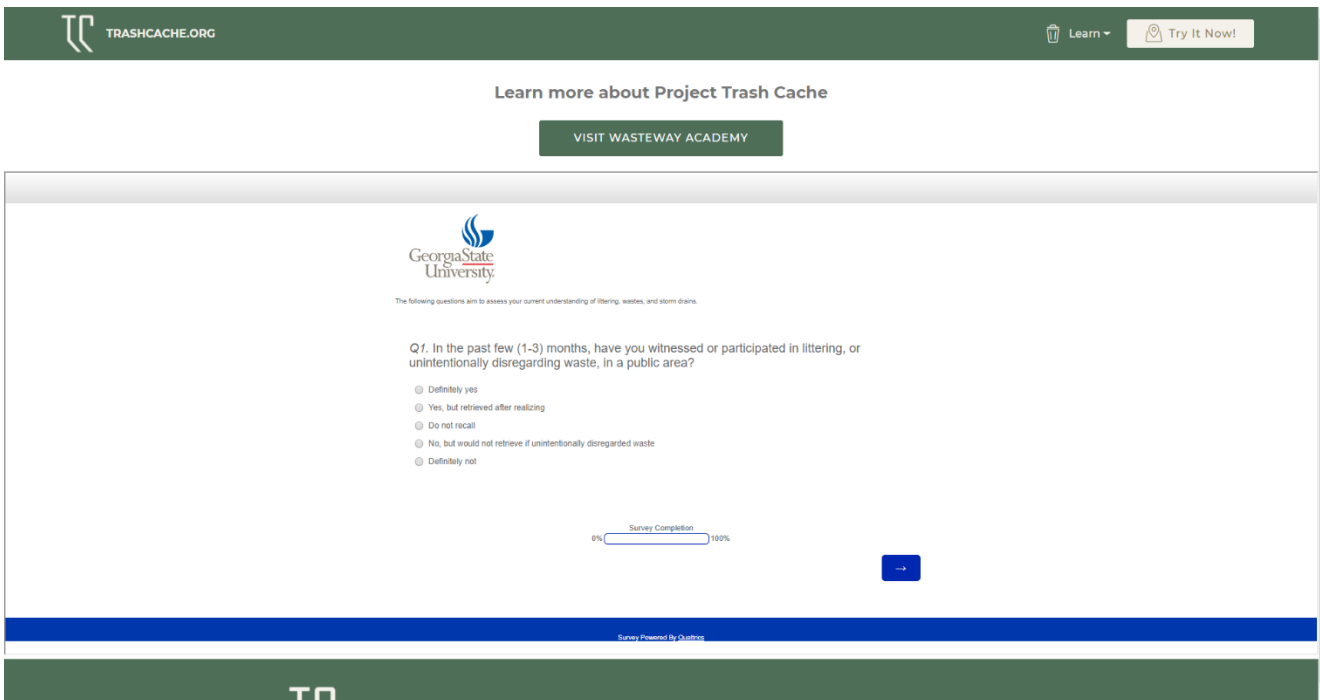 TC TRASHCACHE.ORG Learn Try It Now!
Learn more about Project Trash Cache
VISIT WASTEWAY ACADEMY
GeorgiaState
University.
The following questions aim to assess your current understanding of littering, wastes, and storm drains.
Q1. In the past few (1-3) months, have you witnessed or participated in littering, or
unintentionally disregarding waste, in a public area?
Definitely yes
Yes, but retrieved after realizing
Do not recall
No, but would not retrieve if unintentionally disregarded waste
Definitely not
Survey Completion
0% 100%
→
Survey Powered By Qualtrics
TC